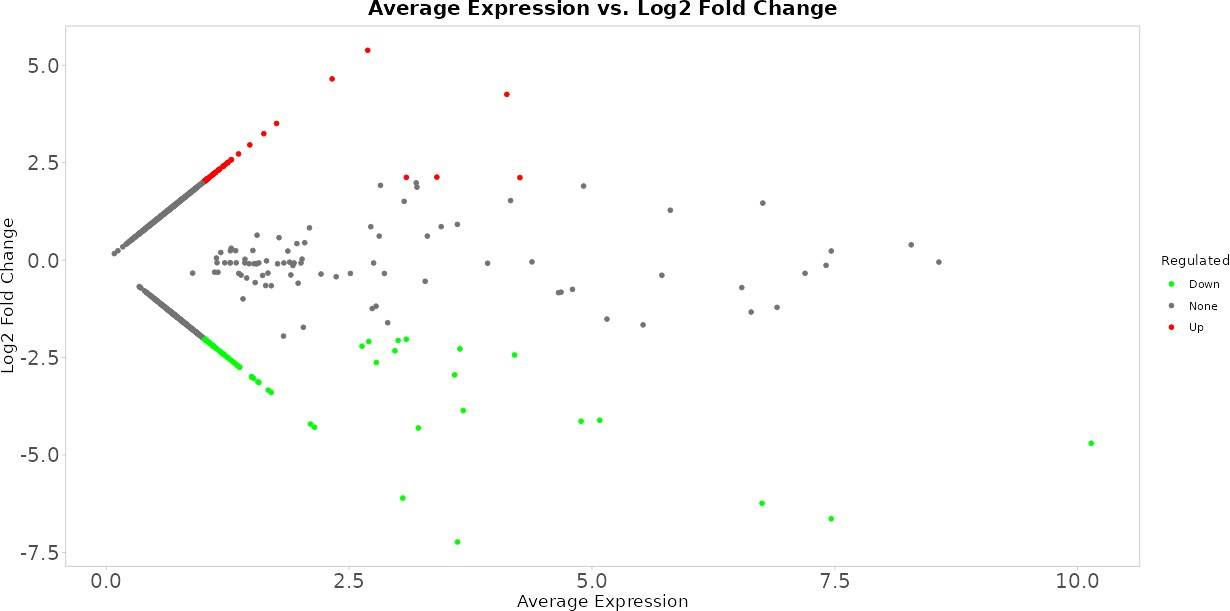 Average Expression vs. Log2 Fold Change
Log2 Fold Change
5.0
2.5
0.0
-2.5
-5.0
-7.5
0.0 2.5 5.0 7.5 10.0
Average Expression
Regulated
Down
None
Up